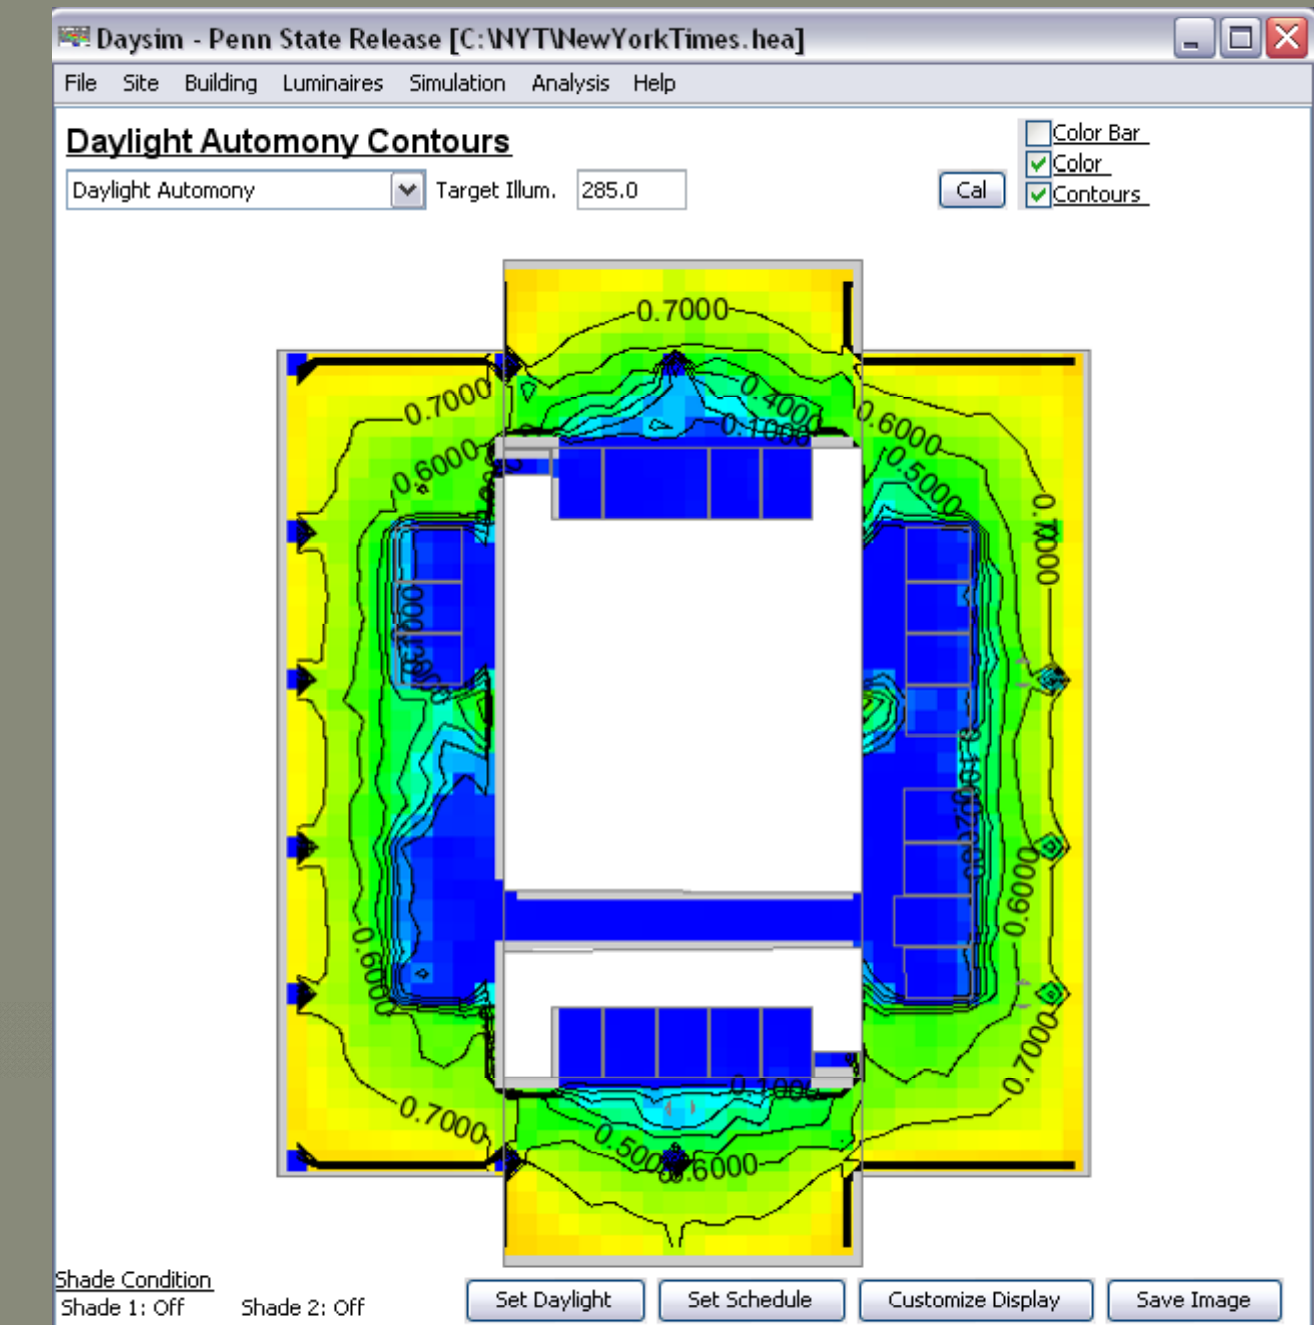 Daysim - Penn State Release [C:\NYT\NewYorkTimes.hea]
File Site Building Luminaires Simulation Analysis Help
Daylight Automony Contours
Color Bar
Color
Contours
Daylight Automony Target Illum. 285.0 Cal
0.7000
0.7000
0.4000
0.1000
0.6000
0.6000
0.5000
0.7000
0.6000
0.6000
0.7000
0.1000
0.7000
0.5000
0.6000
Shade Condition
Shade 1: Off Shade 2: Off
Set Daylight Set Schedule Customize Display Save Image